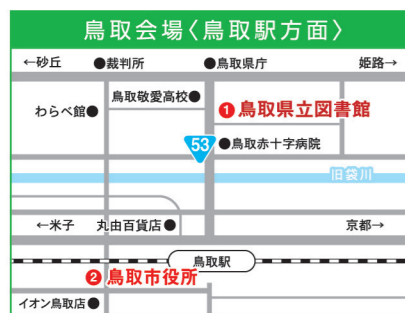 鳥取会場〈鳥取駅方面〉
←砂丘 ●裁判所 ●鳥取県庁 姫路→
鳥取敬愛高校●
わらべ館●
❶鳥取県立図書館
53 ●鳥取赤十字病院
旧袋川
←米子 丸由百貨店● 京都→
鳥取駅
❷鳥取市役所
イオン鳥取店●